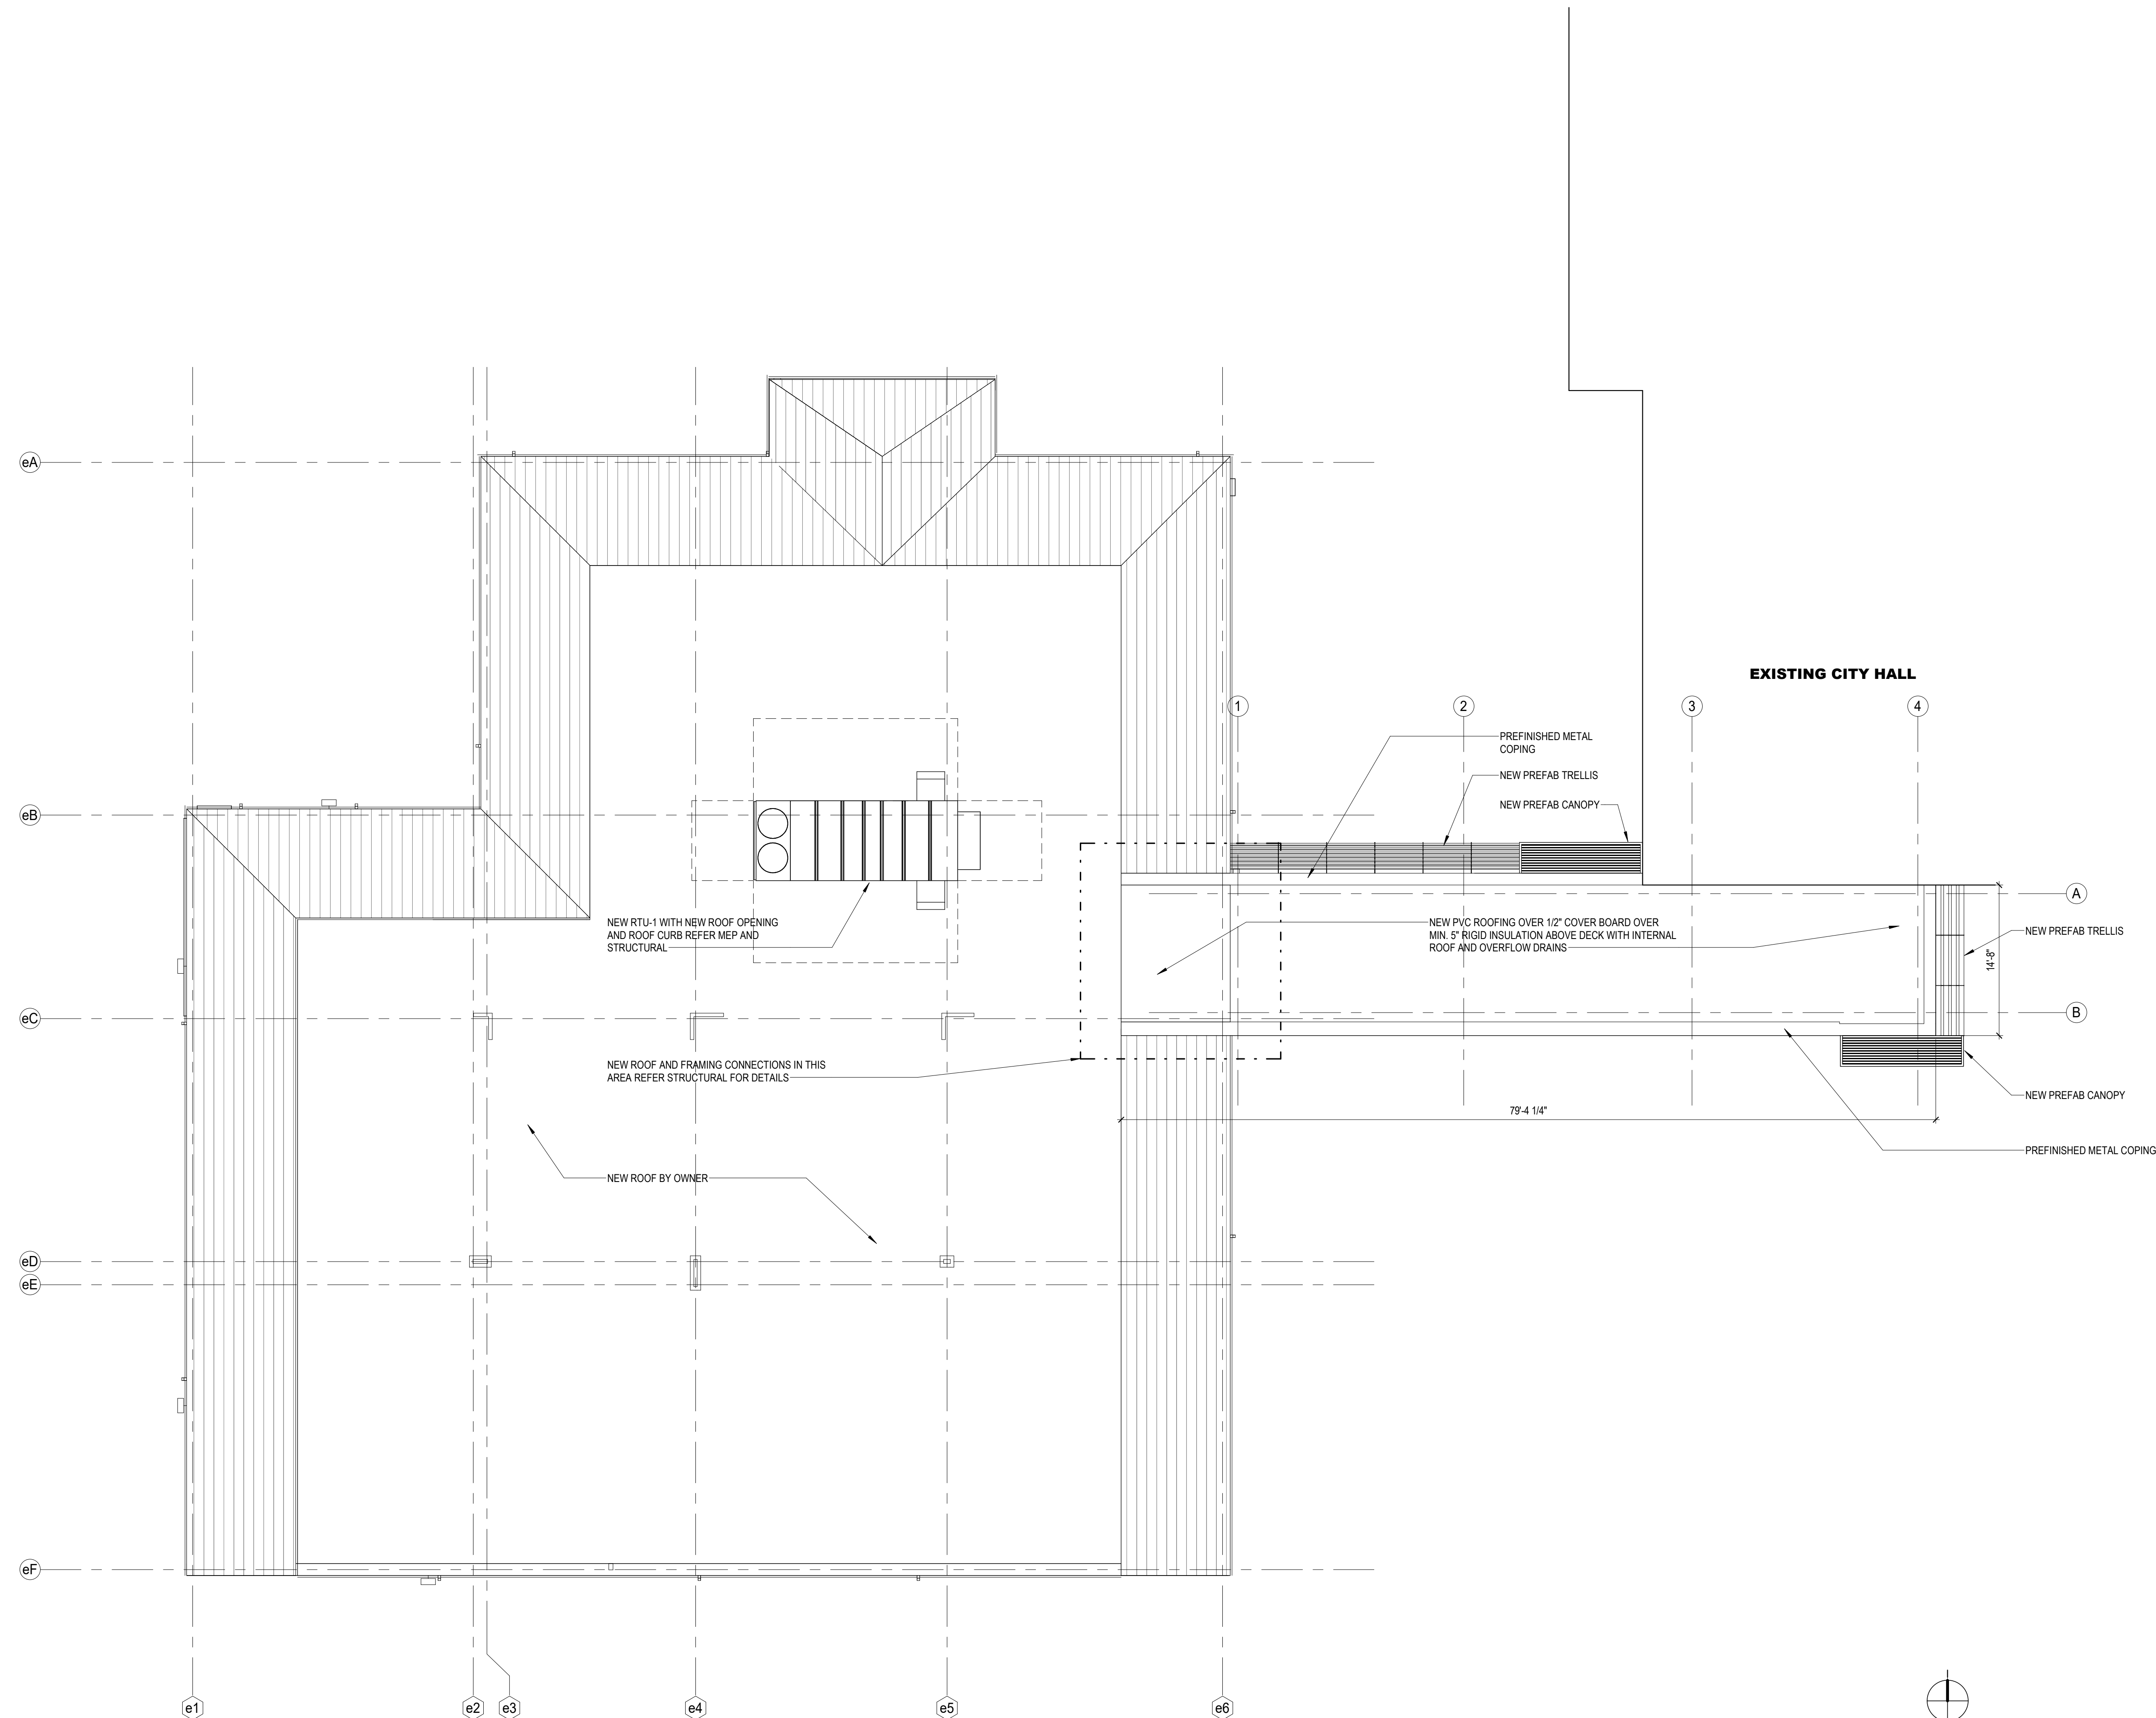 eA
EXISTING CITY HALL
1
2
3
4
PREFINISHED METAL
COPING
NEW PREFAB TRELLIS
NEW PREFAB CANOPY
eB
A
NEW RTU-1 WITH NEW ROOF OPENING
AND ROOF CURB REFER MEP AND
STRUCTURAL
NEW PVC ROOFING OVER 1/2" COVER BOARD OVER
MIN. 5" RIGID INSULATION ABOVE DECK WITH INTERNAL
ROOF AND OVERFLOW DRAINS
NEW PREFAB TRELLIS
14'-8"
eC
B
NEW ROOF AND FRAMING CONNECTIONS IN THIS
AREA REFER STRUCTURAL FOR DETAILS
NEW PREFAB CANOPY
79'-4 1/4"
PREFINISHED METAL COPING
NEW ROOF BY OWNER
eD
eE
eF
e1
e2
e3
e4
e5
e6